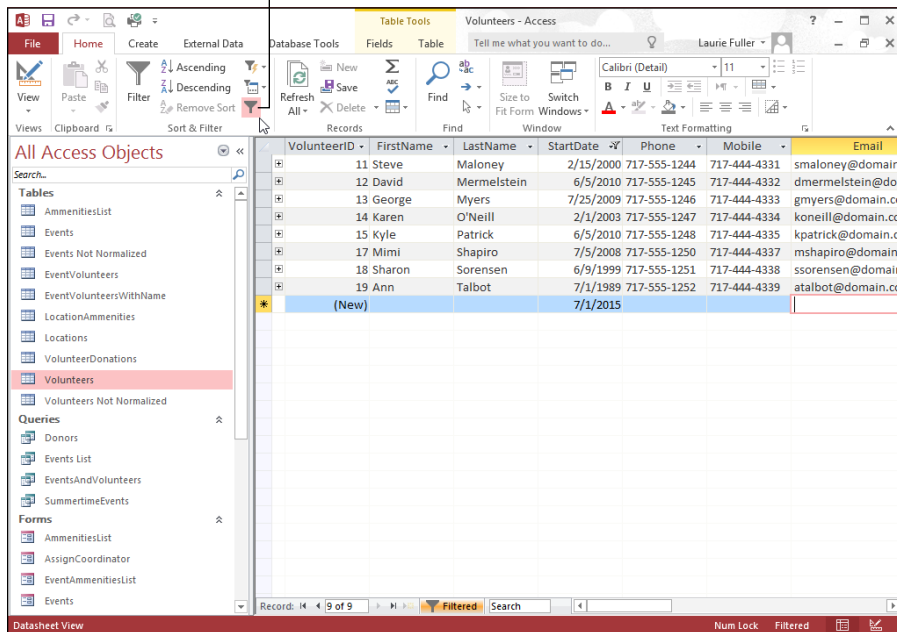 Table Tools
Volunteers - Access
?
File
Home
Create
External Data
Database Tools
Fields
Table
Tell me what you want to do...
Laurie Fuller
View
Paste
Filter
Ascending
Descending
Remove Sort
Refresh
All
New
Save
Delete
Σ
ABC
Find
ab
ac
Size to
Fit Form
Switch
Windows
Calibri (Detail)
11
B I U
A
Views
Clipboard
Sort & Filter
Records
Find
Window
Text Formatting
All Access Objects
Search...
Tables
AmmenitiesList
Events
Events Not Normalized
EventVolunteers
EventVolunteersWithName
LocationAmmenities
Locations
VolunteerDonations
Volunteers
Volunteers Not Normalized
Queries
Donors
Events List
EventsAndVolunteers
SummertimeEvents
Forms
AmmenitiesList
AssignCoordinator
EventAmmenitiesList
Events
VolunteerID FirstName LastName StartDate Phone Mobile Email
11 Steve Maloney 2/15/2000 717-555-1244 717-444-4331 smaloney@domain
12 David Mermelstein 6/5/2010 717-555-1245 717-444-4332 dmermelstein@do
13 George Myers 7/25/2009 717-555-1246 717-444-4333 gmyers@domain.co
14 Karen O'Neill 2/1/2003 717-555-1247 717-444-4334 koneill@domain.co
15 Kyle Patrick 6/5/2010 717-555-1248 717-444-4335 kpatrick@domain.c
17 Mimi Shapiro 7/5/2008 717-555-1250 717-444-4337 mshapiro@domain
18 Sharon Sorensen 6/9/1999 717-555-1251 717-444-4338 ssorensen@domai
19 Ann Talbot 7/1/1989 717-555-1252 717-444-4339 atalbot@domain.co
(New) 7/1/2015
Record: 9 of 9 Filtered Search
Datasheet View
Num Lock Filtered